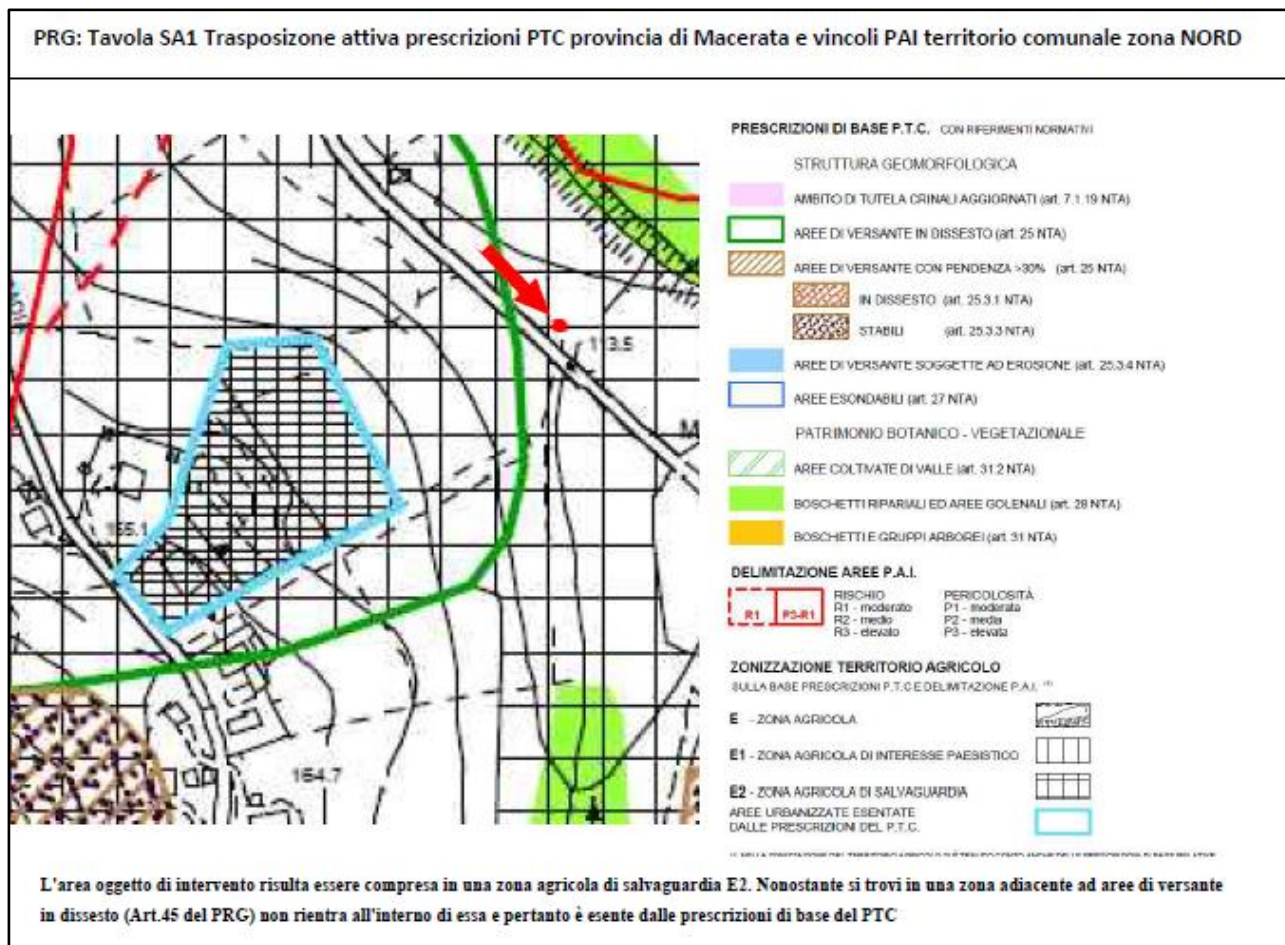 PRG: Tavola SA1 Trasposizone attiva prescrizioni PTC provincia di Macerata e vincoli PAI territorio comunale zona NORD
PRESCRIZIONI DI BASE P.T.C. CON RIFERIMENTI NORMATIVI
STRUTTURA GEOMORFOLOGICA
AMBITO DI TUTELA CRINALI AGGIORNATI (art. 7.1.19 NTA)
AREE DI VERSANTE IN DISSESTO (art. 25 NTA)
AREE DI VERSANTE CON PENDENZA >30% (art. 25 NTA)
IN DISSESTO (art. 25.3.1 NTA)
STABILI (art. 25.3.3 NTA)
AREE DI VERSANTE SOGGETTE AD EROSIONE (art. 25.3.4 NTA)
AREE ESONDABILI (art. 27 NTA)
PATRIMONIO BOTANICO - VEGETAZIONALE
AREE COLTIVATE DI VALLE (art. 31.2 NTA)
BOSCHETTI RIPARIALI ED AREE GOLENALI (art. 28 NTA)
BOSCHETTI E GRUPPI ARBOREI (art. 31 NTA)
DELIMITAZIONE AREE P.A.I.
R1 P3-R1
RISCHIO PERICOLOSITÀ
R1 - moderato P1 - moderata
R2 - medio P2 - media
R3 - elevato P3 - elevata
ZONIZZAZIONE TERRITORIO AGRICOLO
SULLA BASE PRESCRIZIONI P.T.C E DELIMITAZIONE P.A.I.
E - ZONA AGRICOLA
E1 - ZONA AGRICOLA DI INTERESSE PAESISTICO
E2 - ZONA AGRICOLA DI SALVAGUARDIA
AREE URBANIZZATE ESENTATE
DALLE PRESCRIZIONI DEL P.T.C.
113.5
M
155.1
164.7
L'area oggetto di intervento risulta essere compresa in una zona agricola di salvaguardia E2. Nonostante si trovi in una zona adiacente ad aree di versante
in dissesto (Art.45 del PRG) non rientra all'interno di essa e pertanto è esente dalle prescrizioni di base del PTC